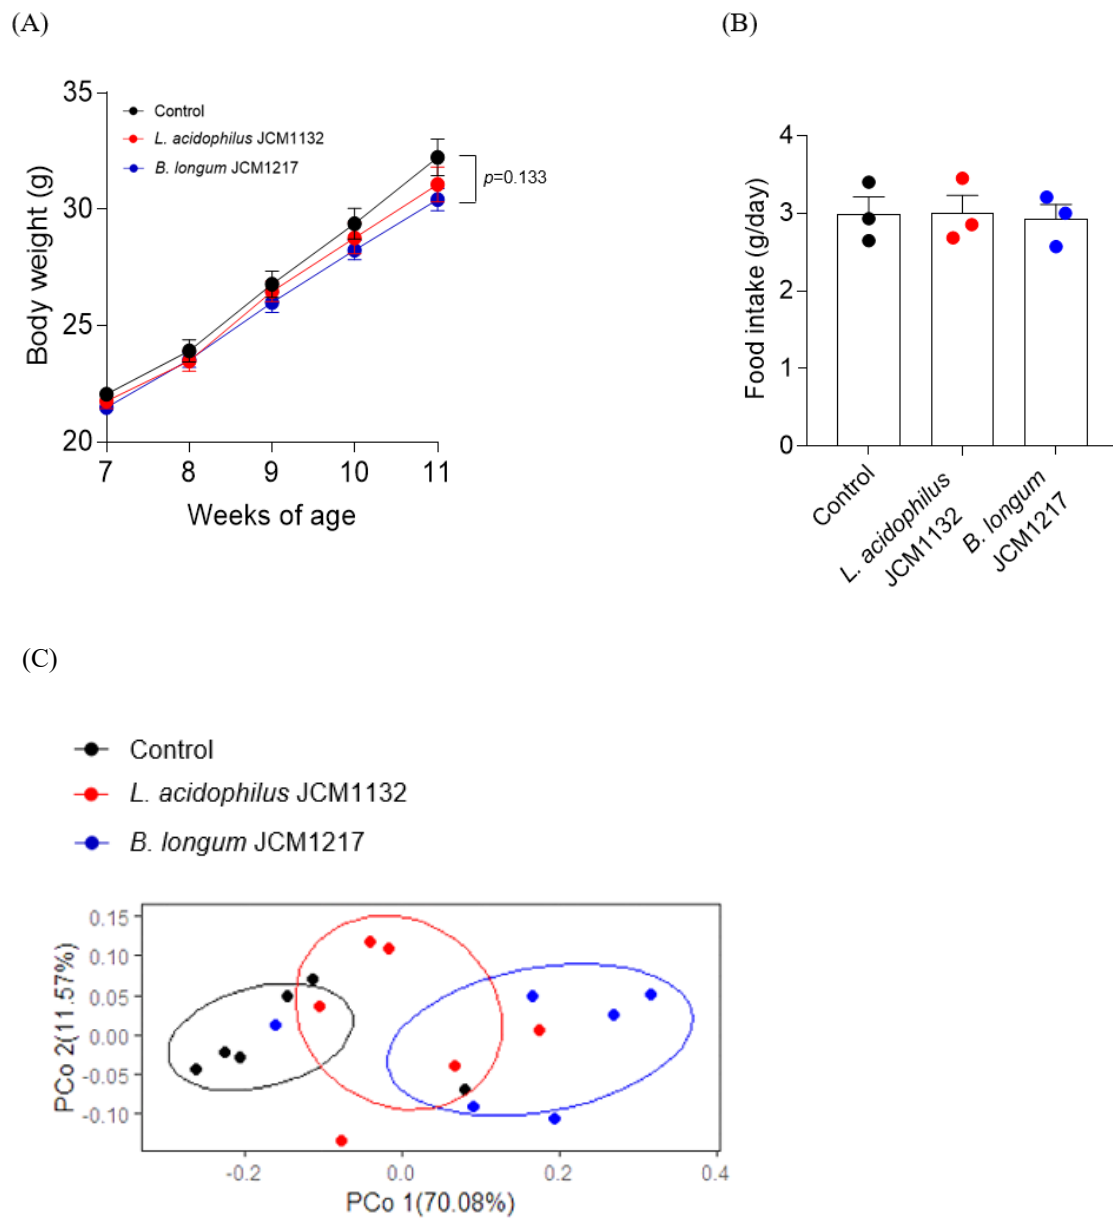 (A)
35
30
25
20
Body weight (g)
Control
L. acidophilus JCM1132
B. longum JCM1217
p=0.133
7 8 9 10 11
Weeks of age
(B)
4
3
2
1
0
Food intake (g/day)
Control
L. acidophilus
JCM1132
B. longum
JCM1217
(C)
Control
L. acidophilus JCM1132
B. longum JCM1217
0.15
0.10
0.05
0.00
-0.05
-0.10
PCo 2(11.57%)
-0.2 0.0 0.2 0.4
PCo 1(70.08%)